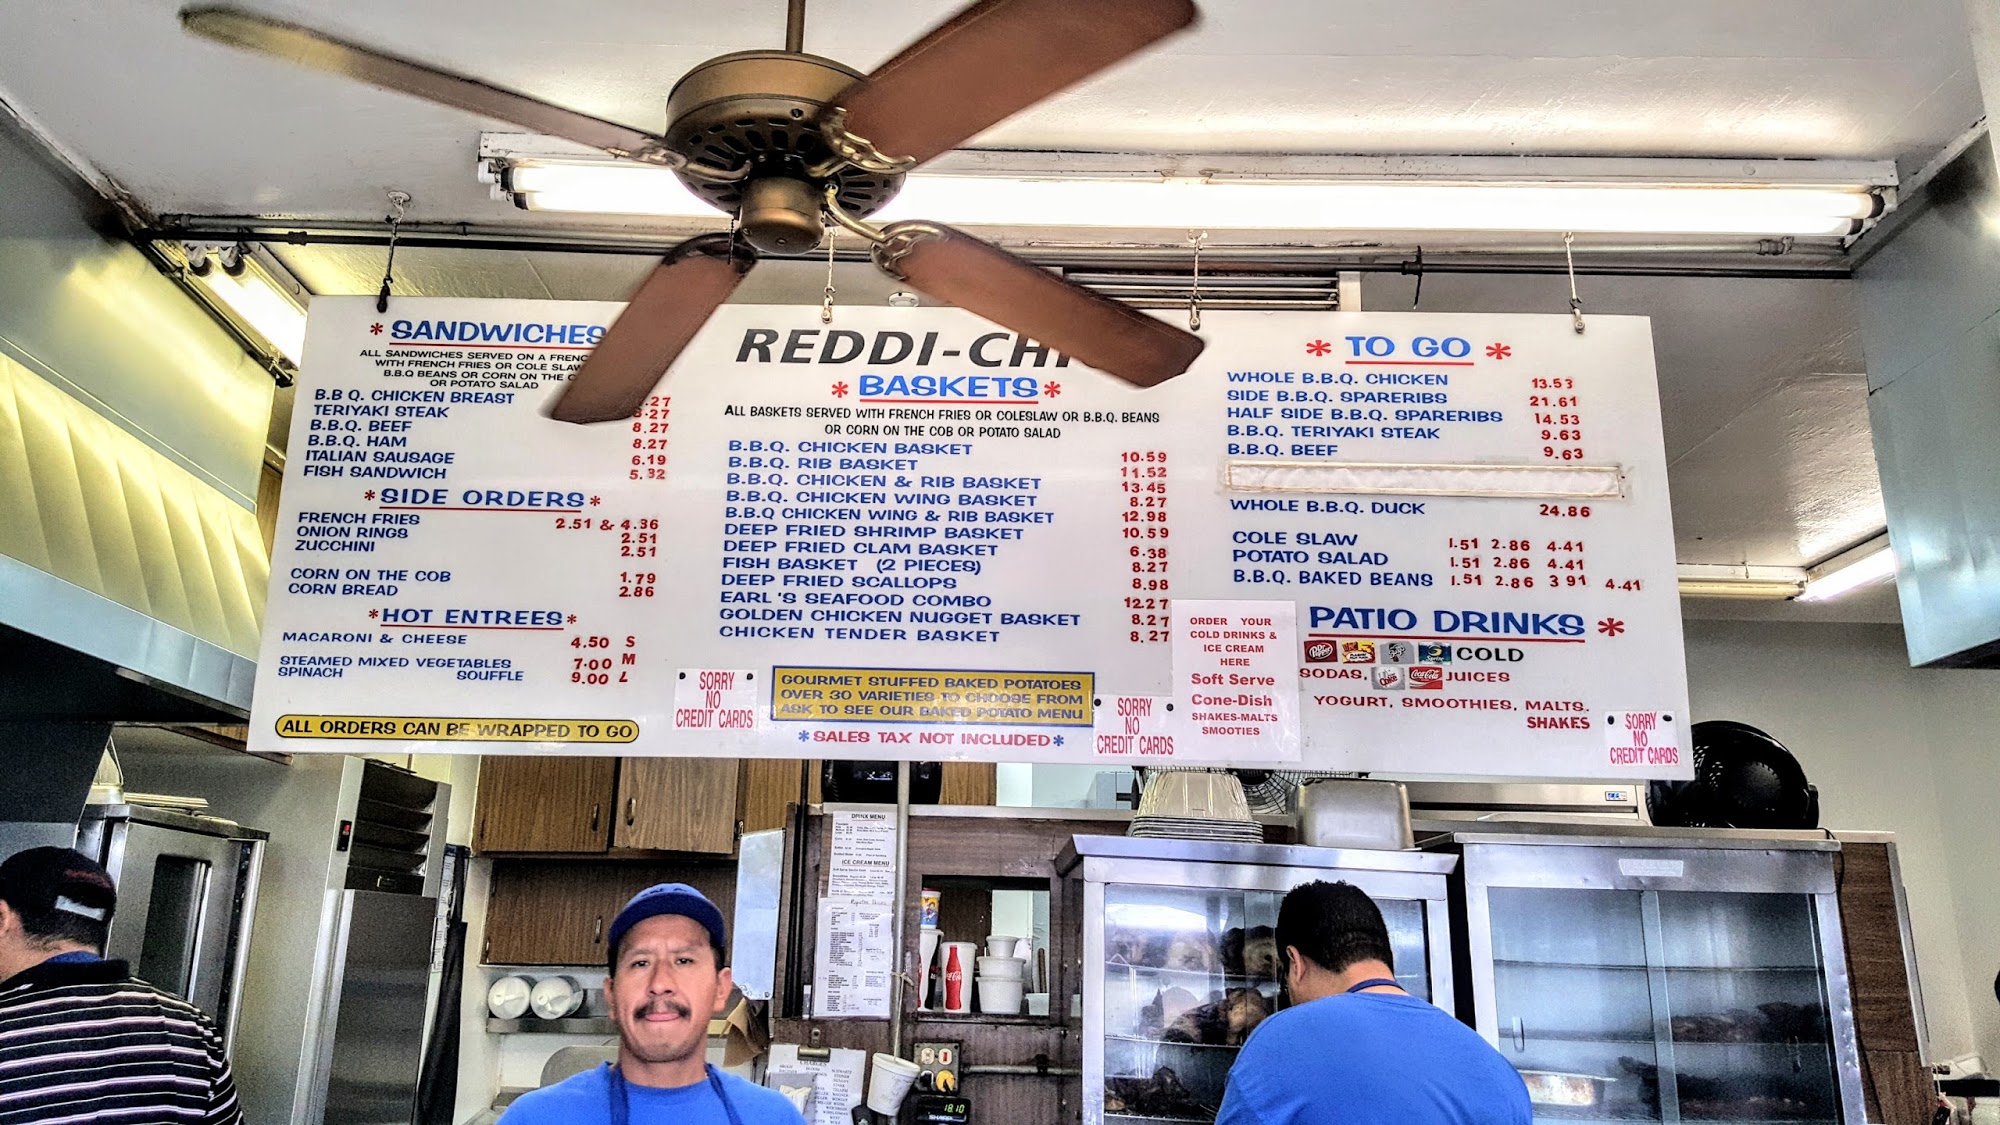 * SANDWICHES
ALL SANDWICHES SERVED ON A
WITH FRENCH FRIES OR COLE SLAW
B.B.Q BEANS OR CORN ON THE
OR POTATO SALAD
B.B Q. CHICKEN BREAST .27
TERIYAKI STEAK 8.27
B.B.Q. BEEF 8.27
B.B.Q. HAM 8.27
ITALIAN SAUSAGE 6.19
FISH SANDWICH 5.32
*SIDE ORDERS*
FRENCH FRIES 2.51 & 4.36
ONION RINGS 2.51
ZUCCHINI 2.51
CORN ON THE COB 1.79
CORN BREAD 2.86
*HOT ENTREES*
MACARONI & CHEESE 4.50 S
STEAMED MIXED VEGETABLES 7.00 M
SPINACH SOUFFLE 9.00 L
ALL ORDERS CAN BE WRAPPED TO GO
SORRY
NO
CREDIT CARDS
REDDI-CHI
* BASKETS *
ALL BASKETS SERVED WITH FRENCH FRIES OR COLESLAW OR B.B.Q. BEANS
OR CORN ON THE COB OR POTATO SALAD
B.B.Q. CHICKEN BASKET 10.59
B.B.Q. RIB BASKET 11.52
B.B.Q. CHICKEN & RIB BASKET 13.45
B.B.Q. CHICKEN WING BASKET 8.27
B.B.Q CHICKEN WING & RIB BASKET 12.98
DEEP FRIED SHRIMP BASKET 10.59
DEEP FRIED CLAM BASKET 6.38
FISH BASKET (2 PIECES) 8.27
DEEP FRIED SCALLOPS 8.98
EARL'S SEAFOOD COMBO 12.27
GOLDEN CHICKEN NUGGET BASKET 8.27
CHICKEN TENDER BASKET 8.27
GOURMET STUFFED BAKED POTATOES
OVER 30 VARIETIES TO CHOOSE FROM
ASK TO SEE OUR BAKED POTATO MENU
*SALES TAX NOT INCLUDED*
SORRY
NO
CREDIT CARDS
* TO GO *
WHOLE B.B.Q. CHICKEN 13.53
SIDE B.B.Q. SPARERIBS 21.61
HALF SIDE B.B.Q. SPARERIBS 14.53
B.B.Q. TERIYAKI STEAK 9.63
B.B.Q. BEEF 9.63
WHOLE B.B.Q. DUCK 24.86
COLE SLAW 1.51 2.86 4.41
POTATO SALAD 1.51 2.86 4.41
B.B.Q. BAKED BEANS 1.51 2.86 3 91 4.41
ORDER YOUR
COLD DRINKS &
ICE CREAM
HERE
Soft Serve
Cone-Dish
SHAKES-MALTS
SMOOTIES
PATIO DRINKS *
COLD
SODAS, JUICES
YOGURT, SMOOTHIES, MALTS.
SHAKES
SORRY
NO
CREDIT CARDS
DRINX MENU
ICE CREAM MENU
Coca-Cola
18.10
SHARP